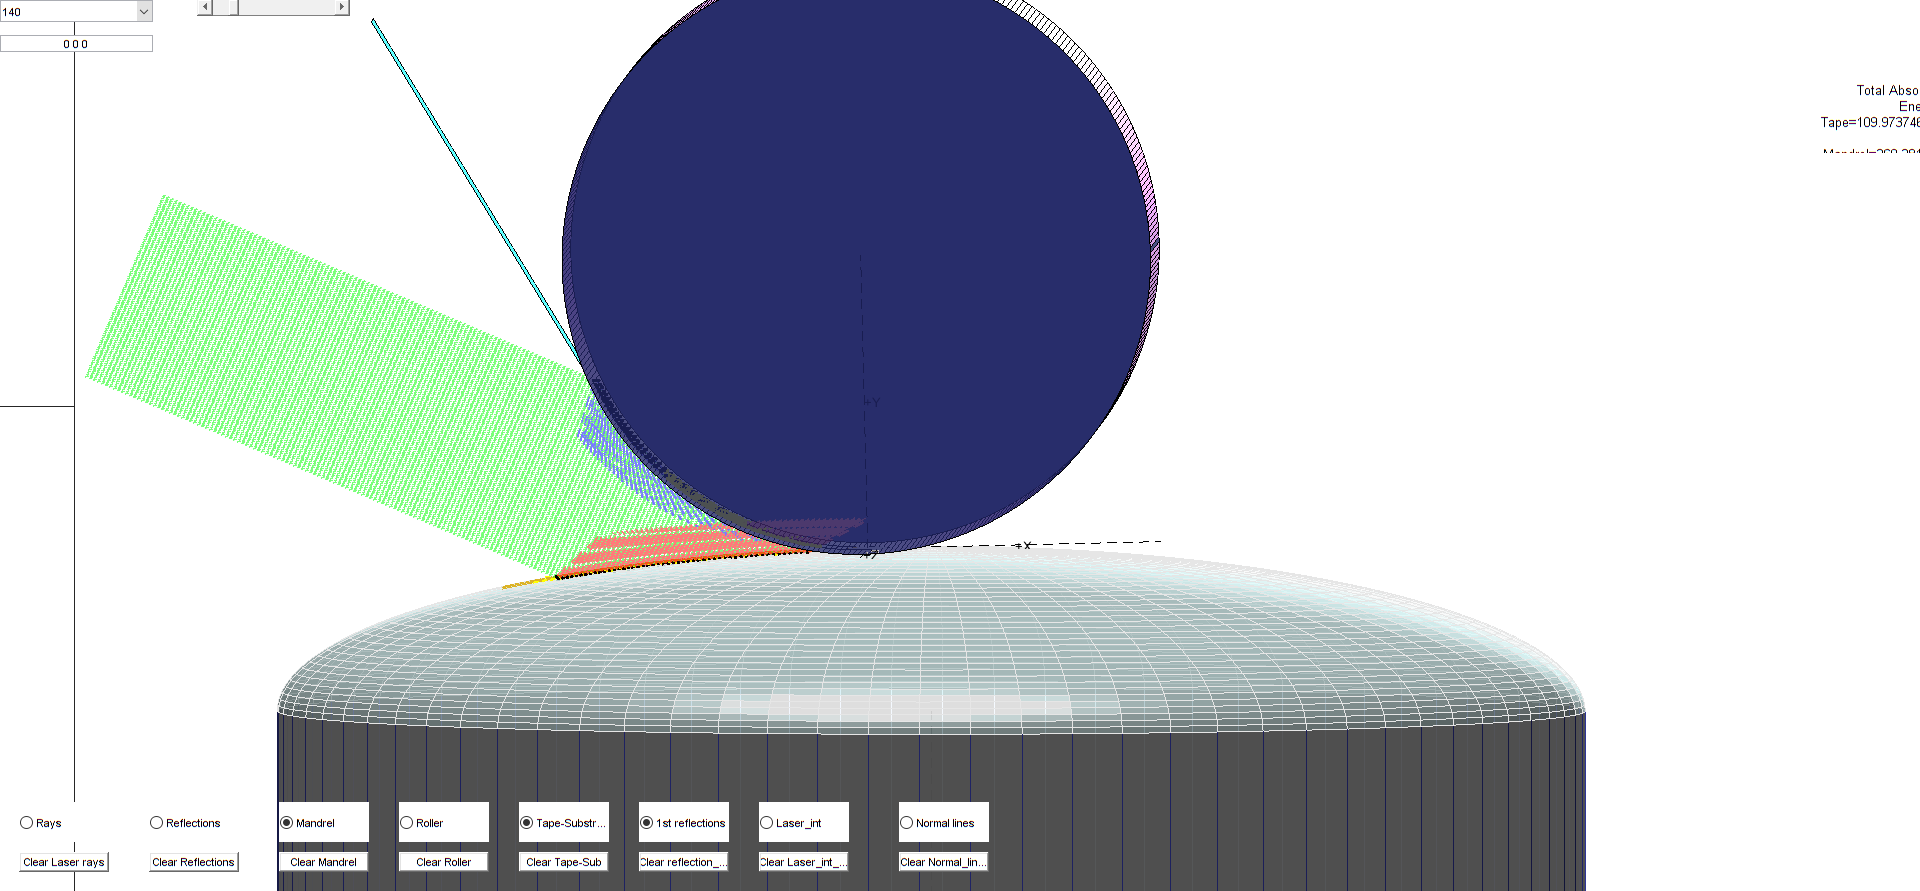 140
0 0 0
Total Abso
Ene
Tape=109.973746
+Y
+X
Rays
Reflections
Mandrel
Roller
Tape-Substr...
1st reflections
Laser_int
Normal lines
Clear Laser rays
Clear Reflections
Clear Mandrel
Clear Roller
Clear Tape-Sub
Clear reflection_...
Clear Laser_int_...
Clear Normal_lin...